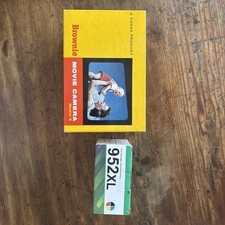 A KODAK PRODUCT
Brownie
MOVIE CAMERA
952XL